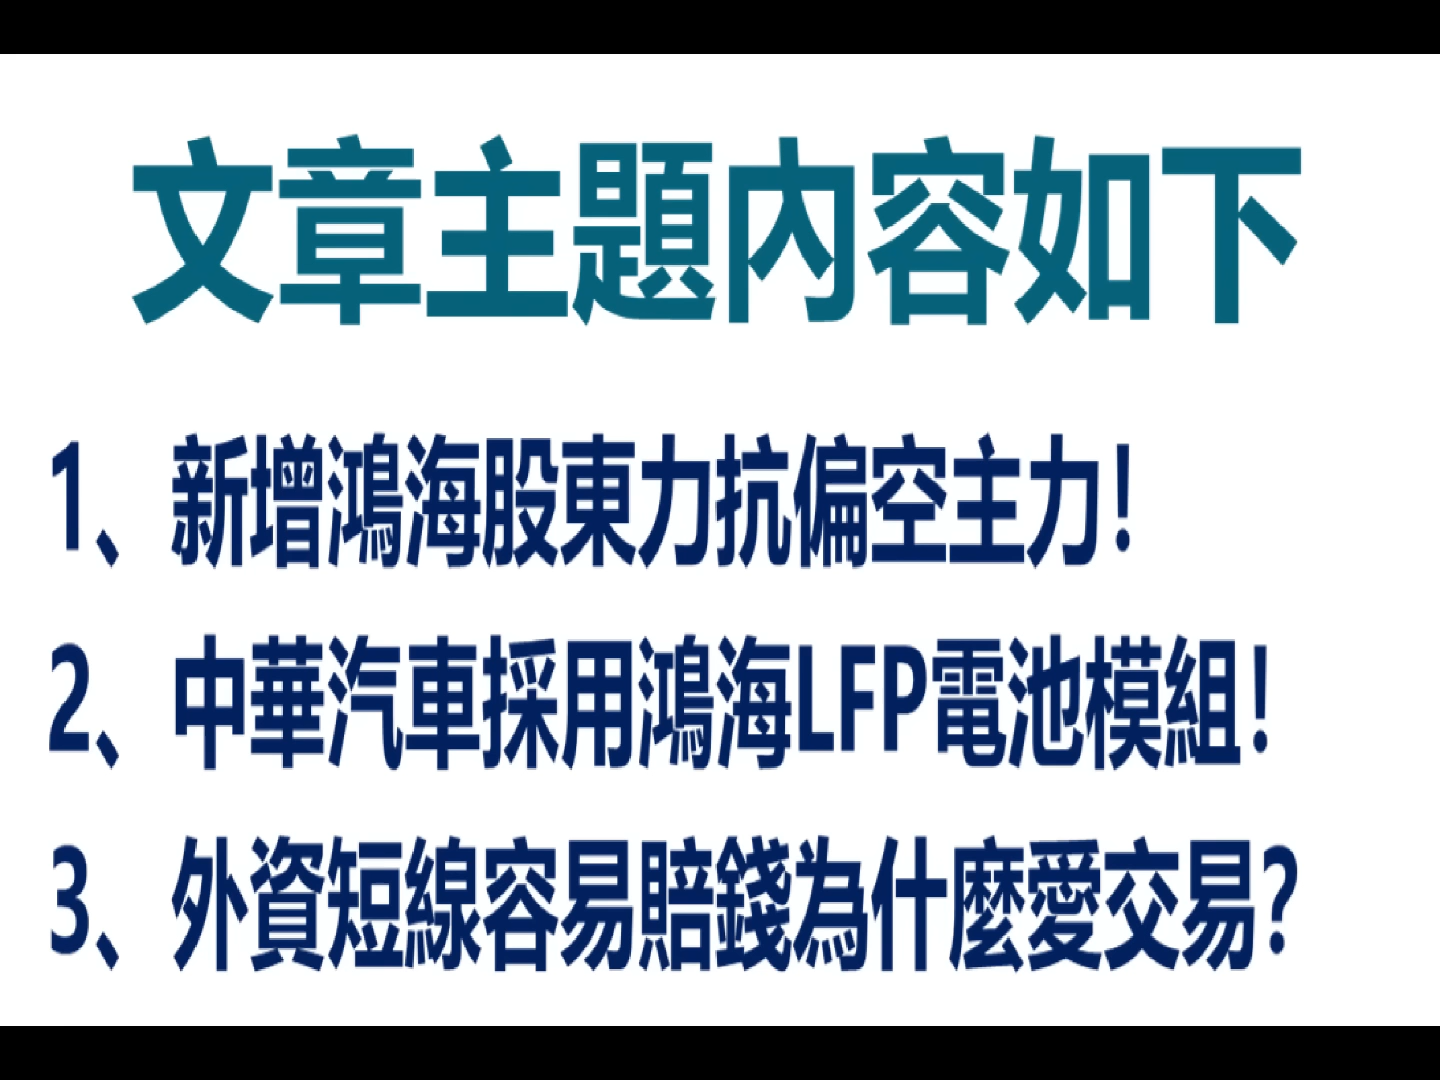 文章主題內容如下
1、新增鴻海股東力抗偏空主力！
2、中華汽車採用鴻海LFP電池模組！
3、外資短線容易賠錢為什麼愛交易？